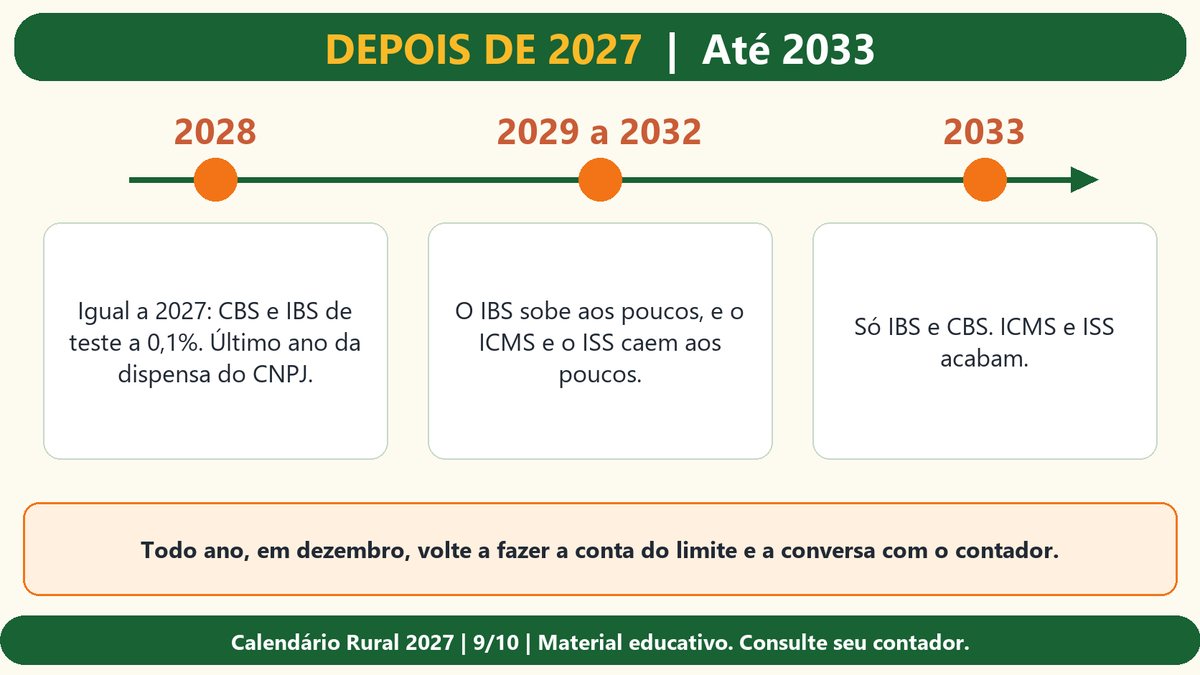 DEPOIS DE 2027 | Até 2033
2028
2029 a 2032
2033
Igual a 2027: CBS e IBS de
teste a 0,1%. Último ano da
dispensa do CNPJ.
O IBS sobe aos poucos, e o
ICMS e o ISS caem aos
poucos.
Só IBS e CBS. ICMS e ISS
acabam.
Todo ano, em dezembro, volte a fazer a conta do limite e a conversa com o contador.
Calendário Rural 2027 | 9/10 | Material educativo. Consulte seu contador.